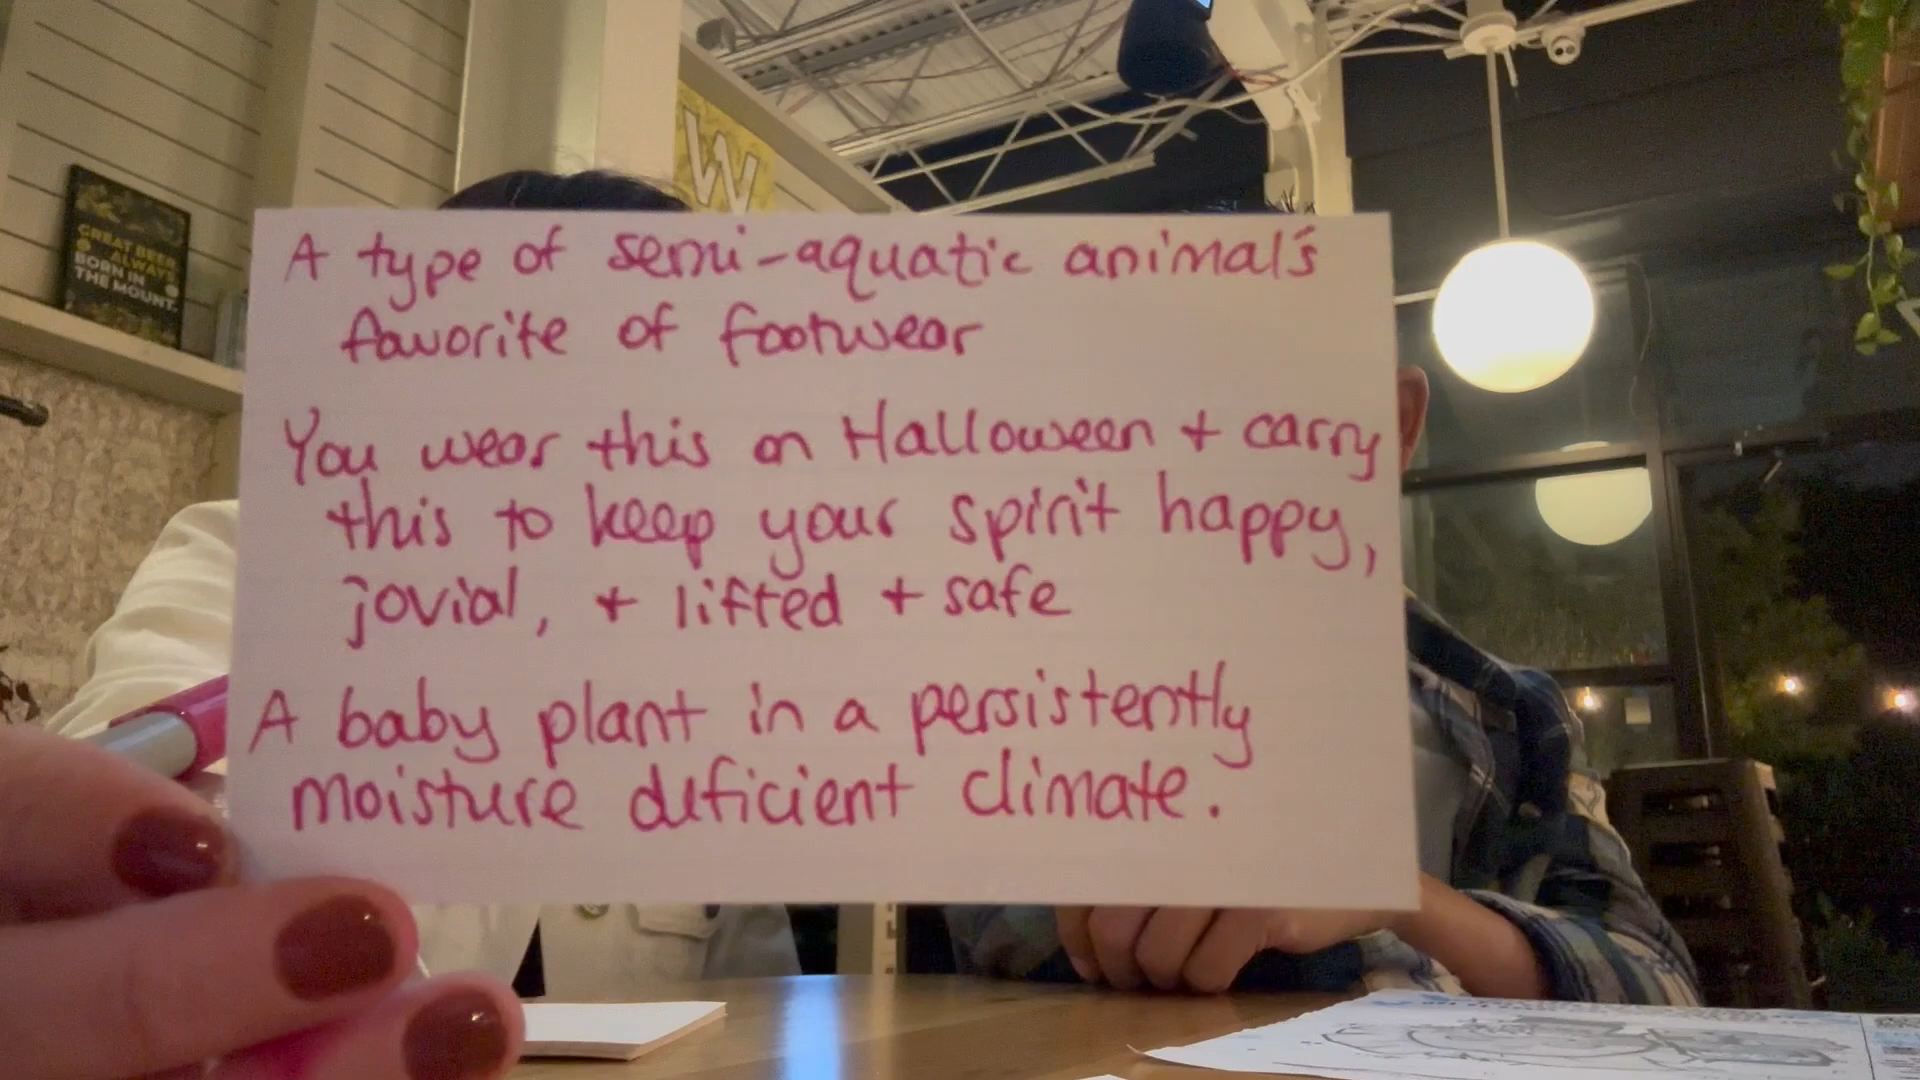 GREAT BEER
ALWAYS
BORN IN
THE MOUNT.
W
A type of semi-aquatic animal's
favorite of footwear
You wear this on Halloween + carry
this to keep your spirit happy,
jovial, + lifted + safe
A baby plant in a persistently
moisture deficient climate.